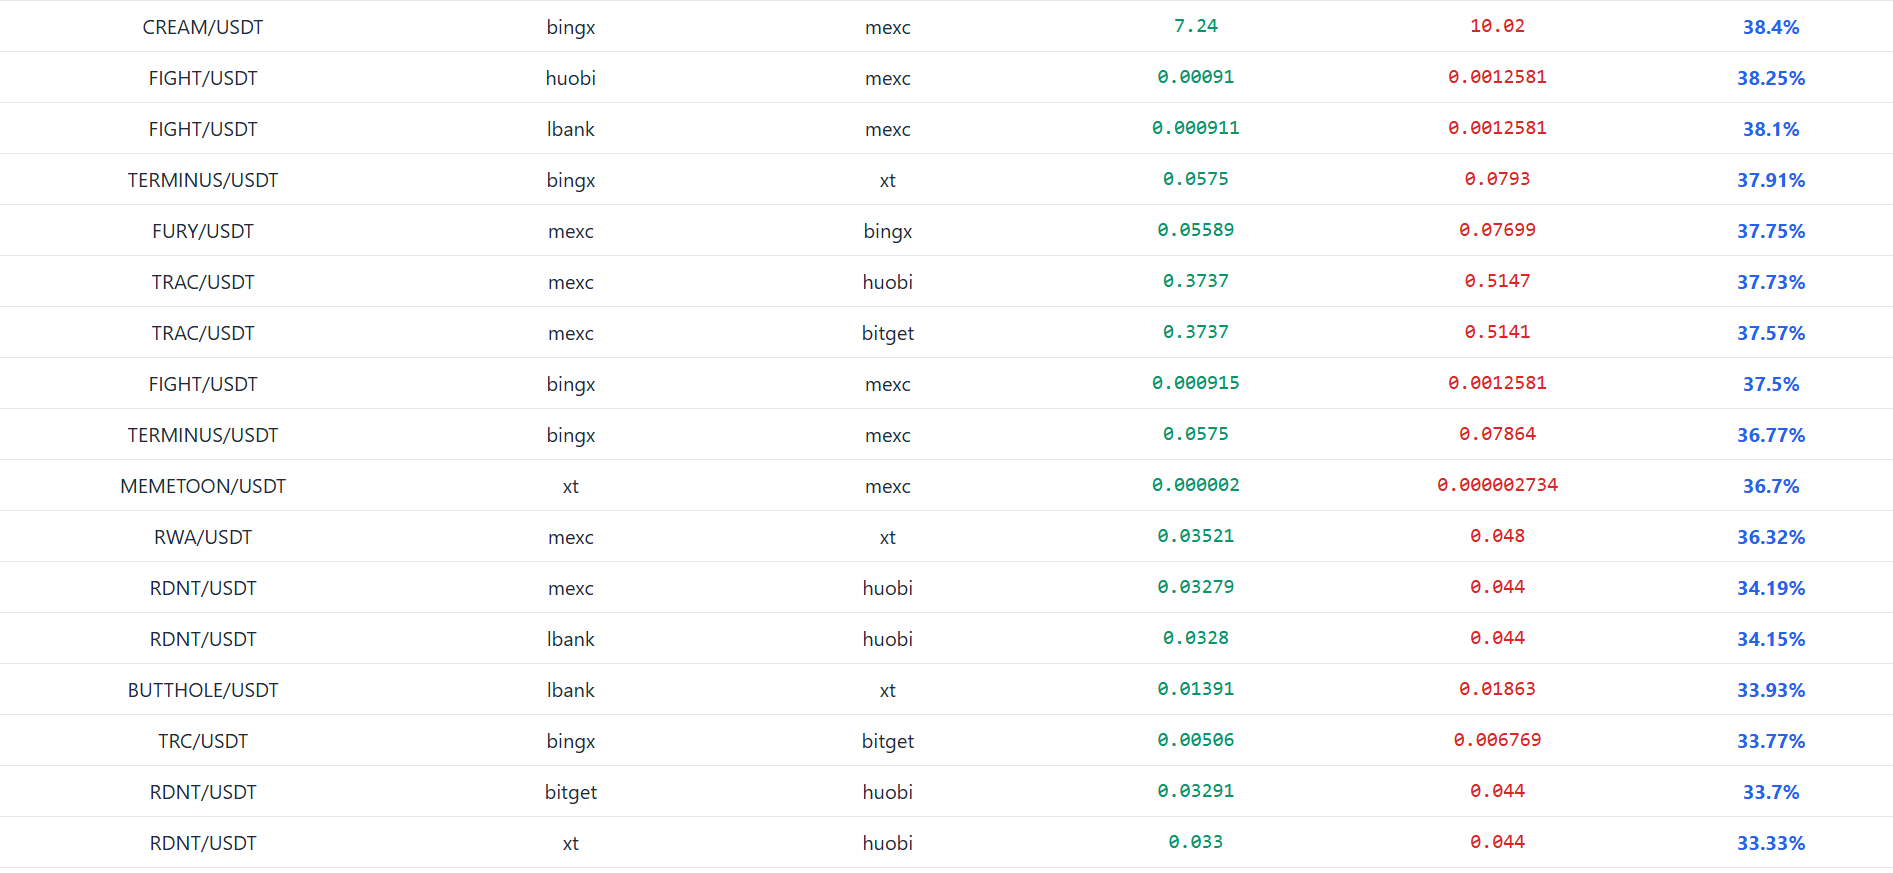 CREAM/USDT bingx mexc 7.24 10.02 38.4%
FIGHT/USDT huobi mexc 0.00091 0.0012581 38.25%
FIGHT/USDT lbank mexc 0.000911 0.0012581 38.1%
TERMINUS/USDT bingx xt 0.0575 0.0793 37.91%
FURY/USDT mexc bingx 0.05589 0.07699 37.75%
TRAC/USDT mexc huobi 0.3737 0.5147 37.73%
TRAC/USDT mexc bitget 0.3737 0.5141 37.57%
FIGHT/USDT bingx mexc 0.000915 0.0012581 37.5%
TERMINUS/USDT bingx mexc 0.0575 0.07864 36.77%
MEMETOON/USDT xt mexc 0.000002 0.000002734 36.7%
RWA/USDT mexc xt 0.03521 0.048 36.32%
RDNT/USDT mexc huobi 0.03279 0.044 34.19%
RDNT/USDT lbank huobi 0.0328 0.044 34.15%
BUTTHOLE/USDT lbank xt 0.01391 0.01863 33.93%
TRC/USDT bingx bitget 0.00506 0.006769 33.77%
RDNT/USDT bitget huobi 0.03291 0.044 33.7%
RDNT/USDT xt huobi 0.033 0.044 33.33%